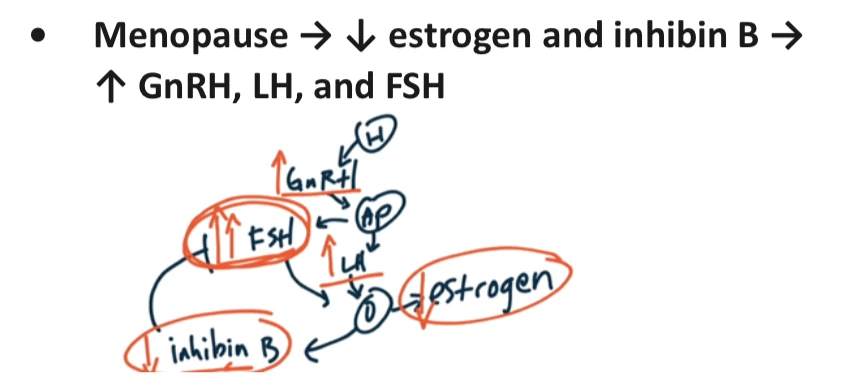 • Menopause → ↓ estrogen and inhibin B →
↑ GnRH, LH, and FSH
H
↑GnRH
AP
↑↑ FSH
↑LH
O
↓estrogen
↓ inhibin B